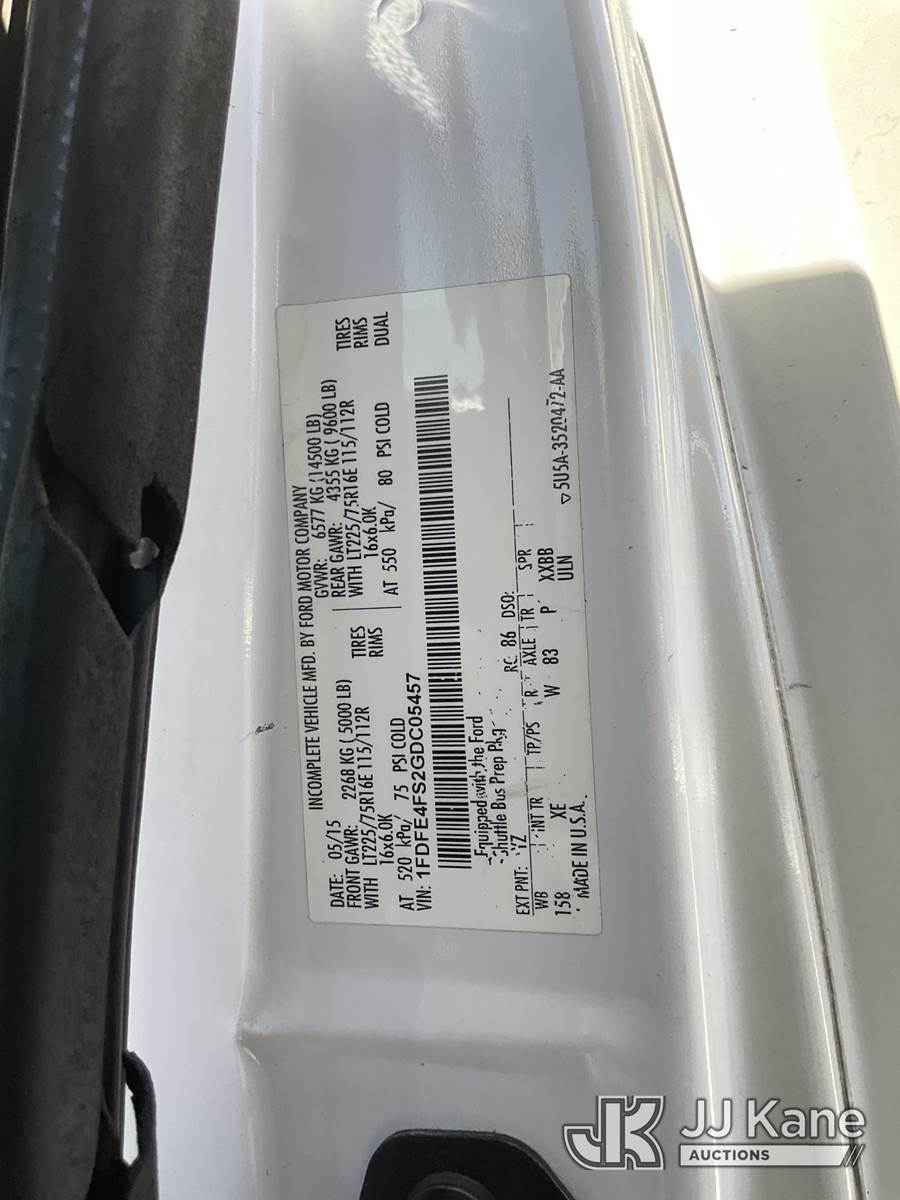 INCOMPLETE VEHICLE MFD. BY FORD MOTOR COMPANY
DATE: 05/15 GVWR: 6577 KG (14500 LB)
FRONT GAWR: 2268 KG ( 5000 LB) REAR GAWR: 4355 KG ( 9600 LB)
WITH LT225/75R16E 115/112R TIRES WITH LT225/75R16E 115/112R TIRES
16x6.0K RIMS 16x6.0K RIMS
AT 520 kPa/ 75 PSI COLD AT 550 kPa/ 80 PSI COLD DUAL
VIN: 1FDFE4FS2GDC05457
Equipped with the Ford
Shuttle Bus Prep Pkg
EXT PNT: YZ RC: 86 DSO:
WB INT TR TP/PS R AXLE TR SPR
158 XE W 83 P XXBB
MADE IN U.S.A. ULN
▽5U5A-3520472-AA
JK JJ Kane
AUCTIONS